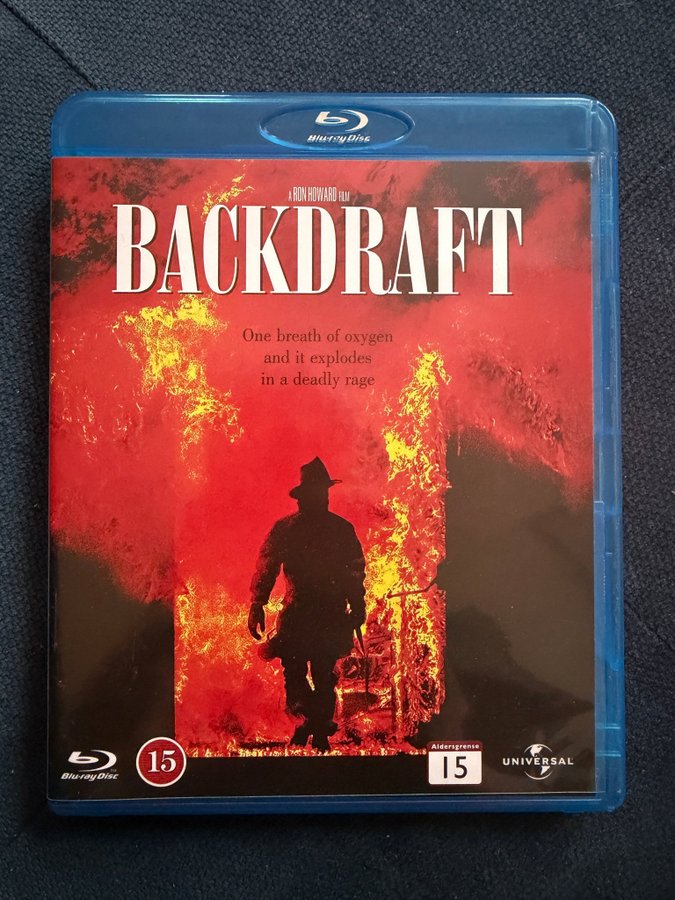 Blu-ray Disc
A RON HOWARD FILM
BACKDRAFT
One breath of oxygen
and it explodes
in a deadly rage
Blu-ray Disc
15
Aldersgrense
15
UNIVERSAL